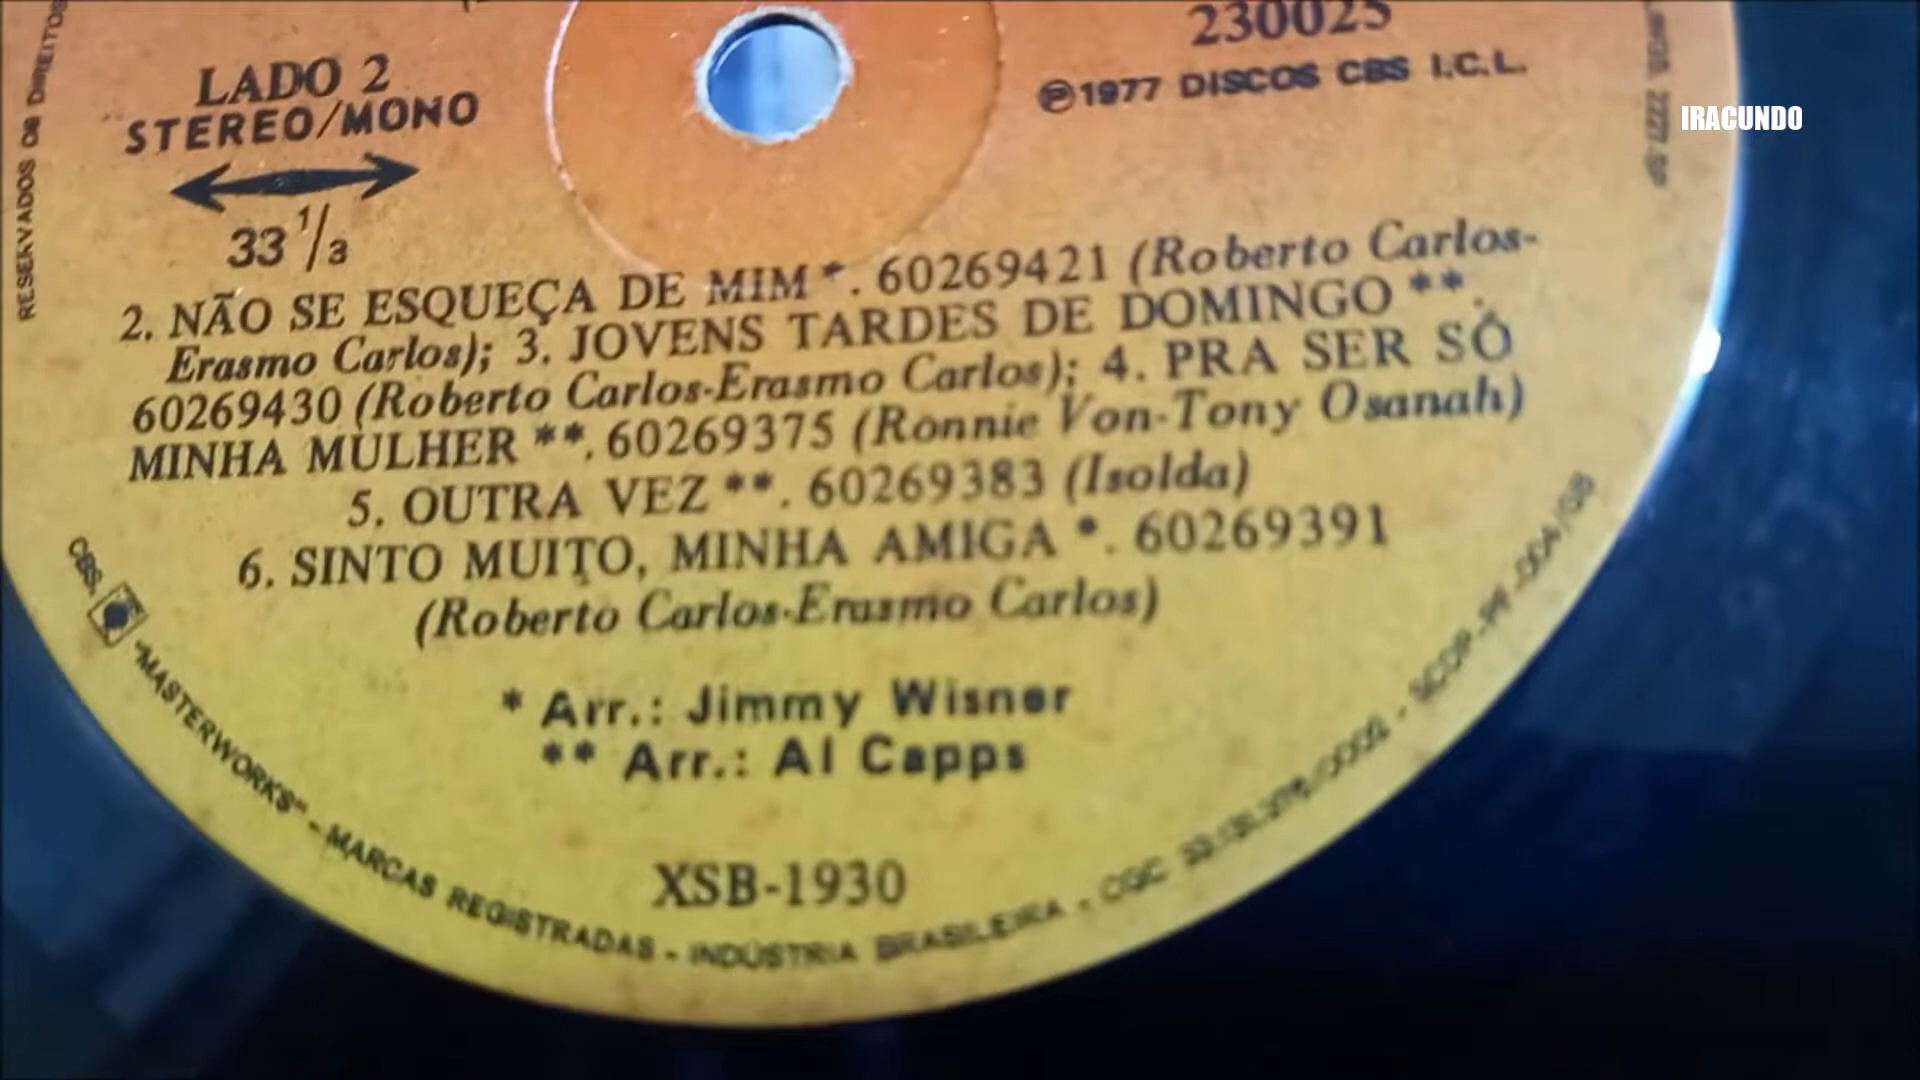 230025
℗1977 DISCOS CBS I.C.L.
LADO 2
STEREO/MONO
33 1/3
IRACUNDO
2. NÃO SE ESQUEÇA DE MIM *. 60269421 (Roberto Carlos-
Erasmo Carlos); 3. JOVENS TARDES DE DOMINGO **.
60269430 (Roberto Carlos-Erasmo Carlos); 4. PRA SER SÓ
MINHA MULHER **. 60269375 (Ronnie Von-Tony Osanah)
5. OUTRA VEZ **. 60269383 (Isolda)
6. SINTO MUITO, MINHA AMIGA *. 60269391
(Roberto Carlos-Erasmo Carlos)
* Arr.: Jimmy Wisner
** Arr.: Al Capps
XSB-1930
RESERVADOS OS DIREITOS
CBS, "MASTERWORKS" - MARCAS REGISTRADAS - INDÚSTRIA BRASILEIRA - CGC